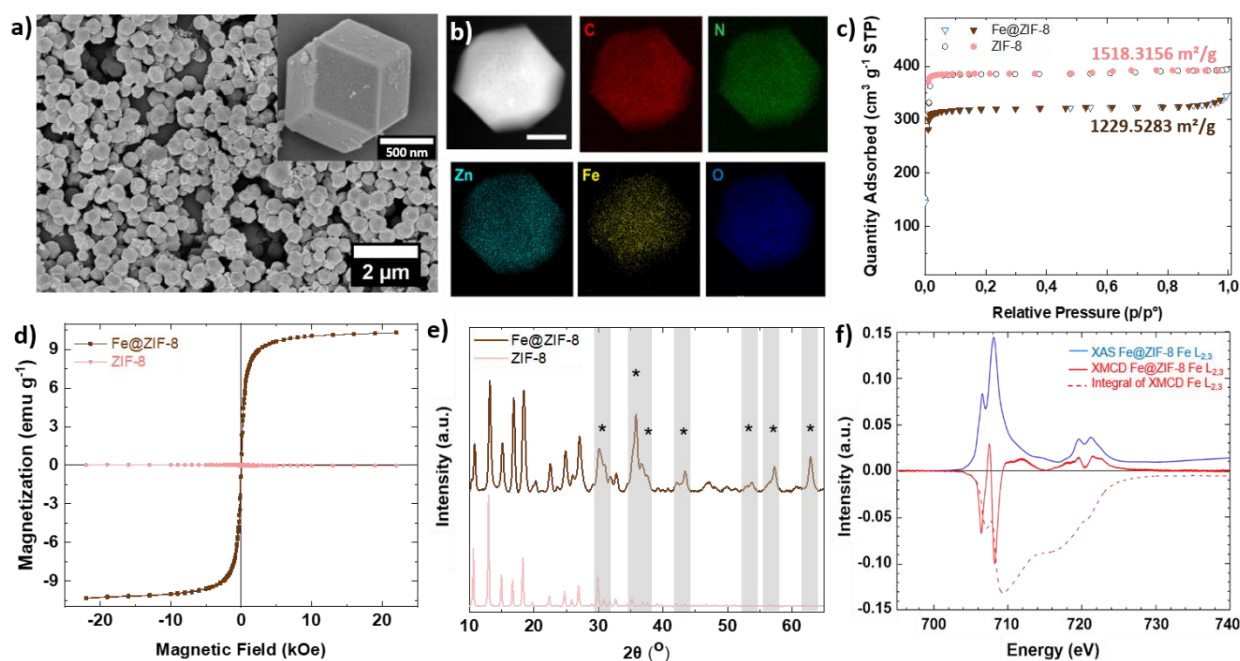 a)
500 nm
2 µm
b)
C
N
Zn
Fe
O
c)
Quantity Adsorbed (cm³ g⁻¹ STP)
500
400
300
200
100
Fe@ZIF-8
ZIF-8
1518.3156 m²/g
1229.5283 m²/g
0,0 0,2 0,4 0,6 0,8 1,0
Relative Pressure (p/pº)
d)
Magnetization (emu g⁻¹)
9
6
3
0
-3
-6
-9
Fe@ZIF-8
ZIF-8
-20 -10 0 10 20
Magnetic Field (kOe)
e)
Intensity (a.u.)
Fe@ZIF-8
ZIF-8
* * * * * * *
10 20 30 40 50 60
2θ (º)
f)
Intensity (a.u.)
0.15
0.10
0.05
0.00
-0.05
-0.10
-0.15
XAS Fe@ZIF-8 Fe L₂,₃
XMCD Fe@ZIF-8 Fe L₂,₃
Integral of XMCD Fe L₂,₃
700 710 720 730 740
Energy (eV)